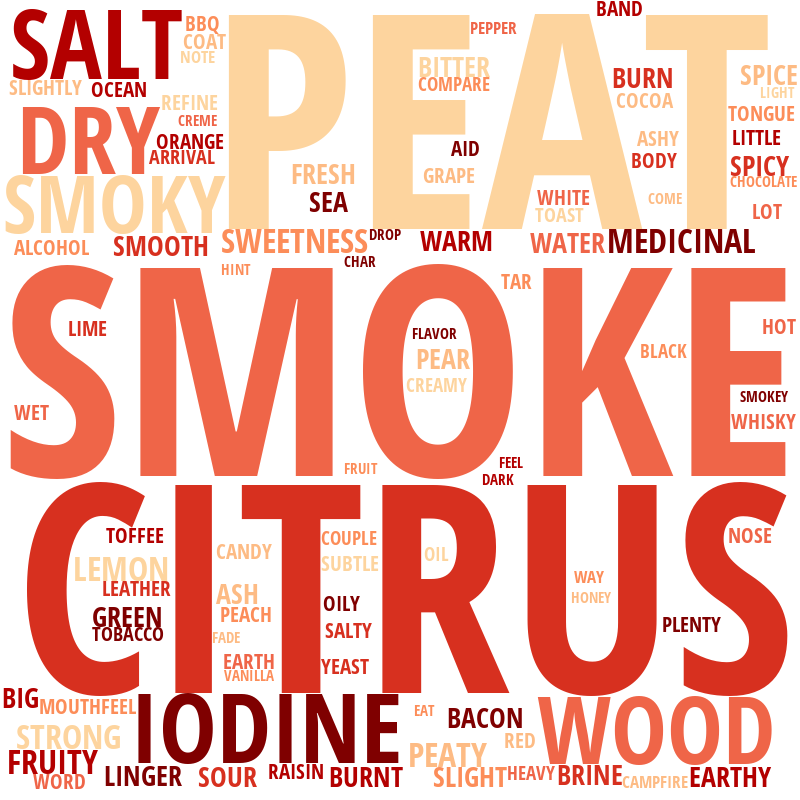 SALT
BBQ
COAT
NOTE
PEAT
PEPPER
BAND
SLIGHTLY
OCEAN
BITTER
COMPARE
BURN
COCOA
SPICE
LIGHT
DRY
REFINE
CREME
ORANGE
ARRIVAL
TONGUE
AID
ASHY
BODY
LITTLE
SPICY
CHOCOLATE
SMOKY
FRESH
SEA
GRAPE
WHITE
TOAST
COME
LOT
ALCOHOL
SMOOTH
SWEETNESS
DROP
WARM
WATER
MEDICINAL
HINT
CHAR
TAR
SMOKE
LIME
FLAVOR
PEAR
CREAMY
BLACK
HOT
WET
SMOKEY
WHISKY
FRUIT
FEEL
DARK
CITRUS
TOFFEE
CANDY
COUPLE
SUBTLE
OIL
NOSE
LEMON
LEATHER
ASH
WAY
HONEY
GREEN
TOBACCO
PEACH
OILY
PLENTY
FADE
SALTY
EARTH
VANILLA
YEAST
BIG
MOUTHFEEL
IODINE
EAT
BACON
WOOD
STRONG
RED
FRUITY
PEATY
WORD
LINGER
SOUR
RAISIN
BURNT
SLIGHT
HEAVY
BRINE
CAMPFIRE
EARTHY